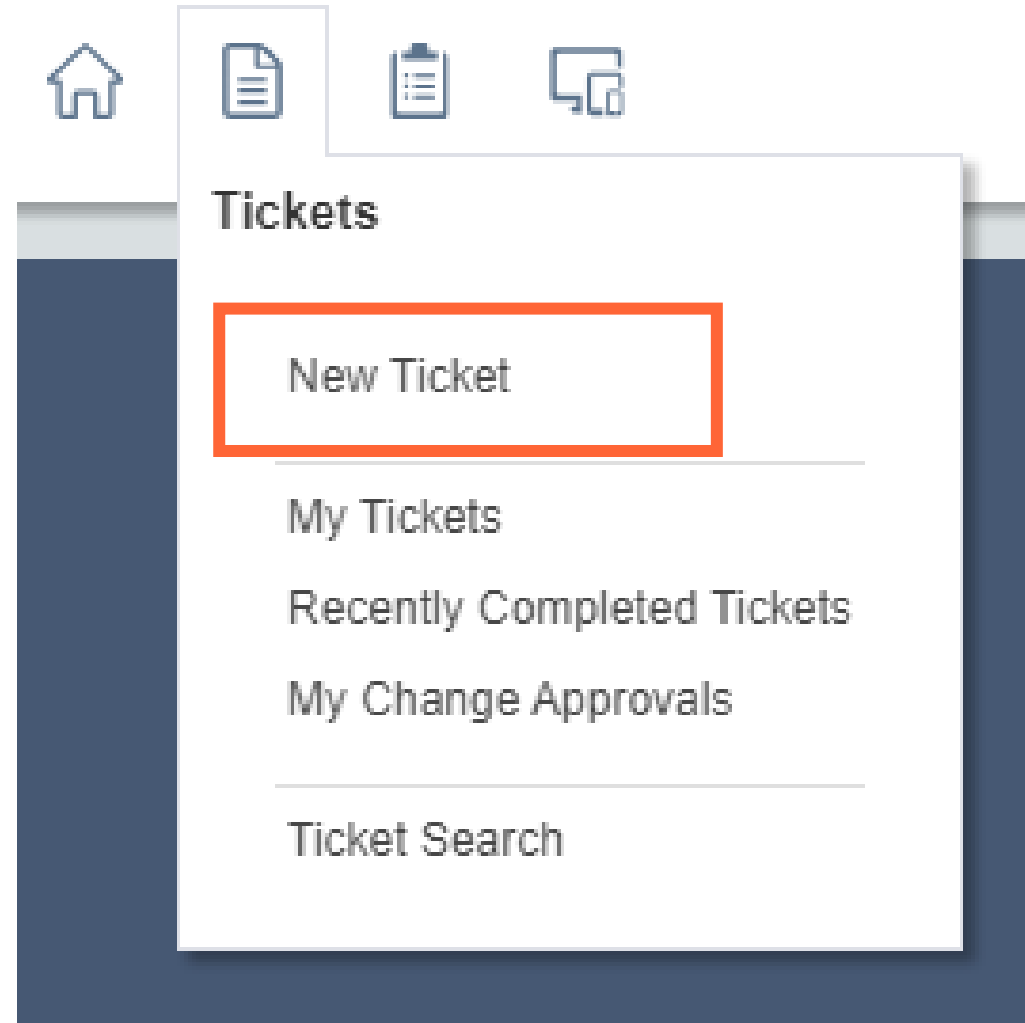 Tickets
New Ticket
My Tickets
Recently Completed Tickets
My Change Approvals
Ticket Search